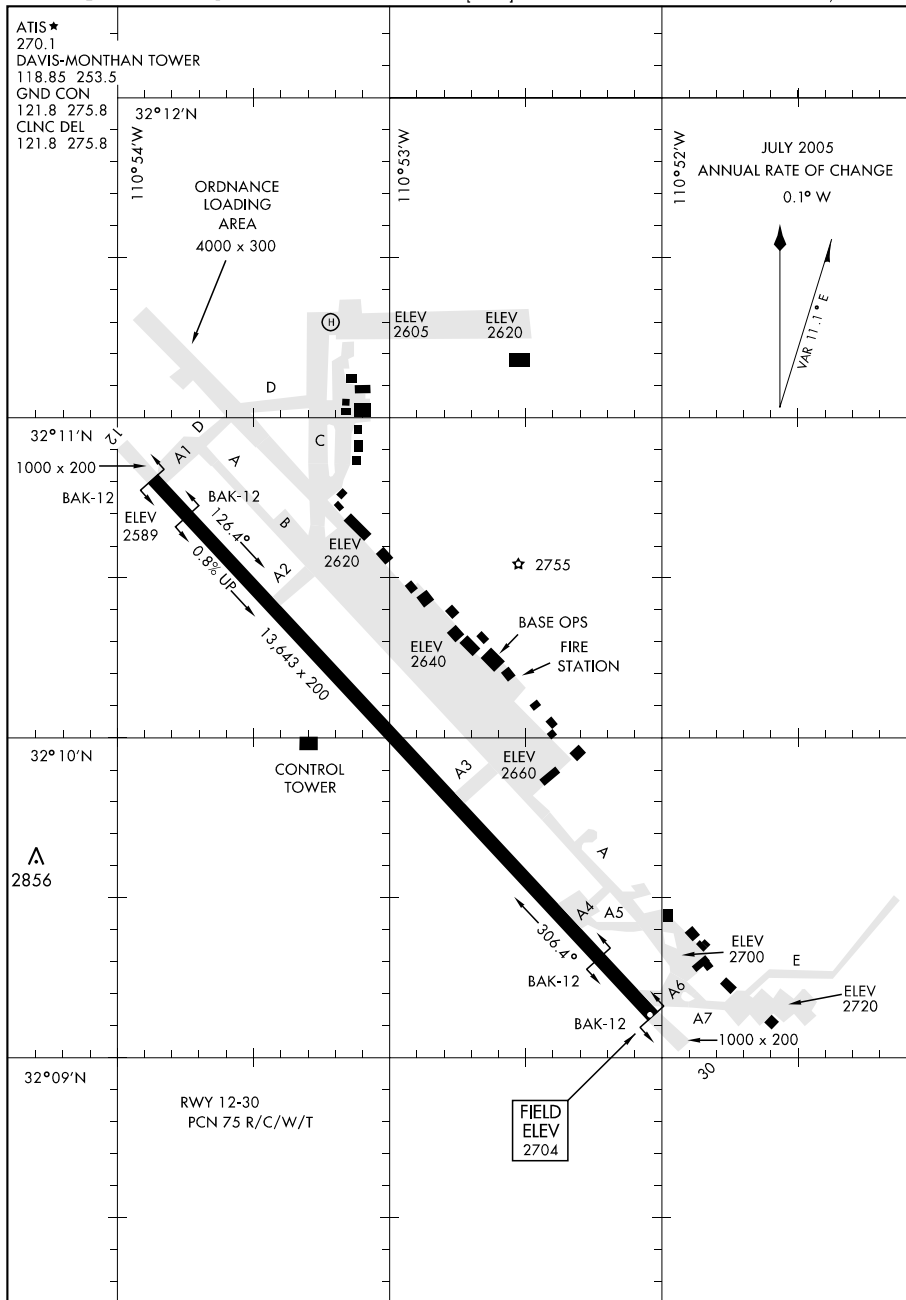 ATIS★
270.1
DAVIS-MONTHAN TOWER
118.85 253.5
GND CON
121.8 275.8
CLNC DEL
121.8 275.8
32°12'N
110°54'W
110°53'W
110°52'W
JULY 2005
ANNUAL RATE OF CHANGE
0.1° W
VAR 11.1° E
ORDNANCE
LOADING
AREA
4000 x 300
H
ELEV
2605
ELEV
2620
D
32°11'N
12
D
A1
A
C
1000 x 200
BAK-12
BAK-12
ELEV
2589
126.4°
B
ELEV
2620
0.8% UP
A2
2755
BASE OPS
FIRE
STATION
ELEV
2640
13,643 x 200
32°10'N
CONTROL
TOWER
A3
ELEV
2660
2856
A
A4
A5
306.4°
ELEV
2700
E
BAK-12
A6
ELEV
2720
BAK-12
A7
1000 x 200
32°09'N
30
RWY 12-30
PCN 75 R/C/W/T
FIELD
ELEV
2704